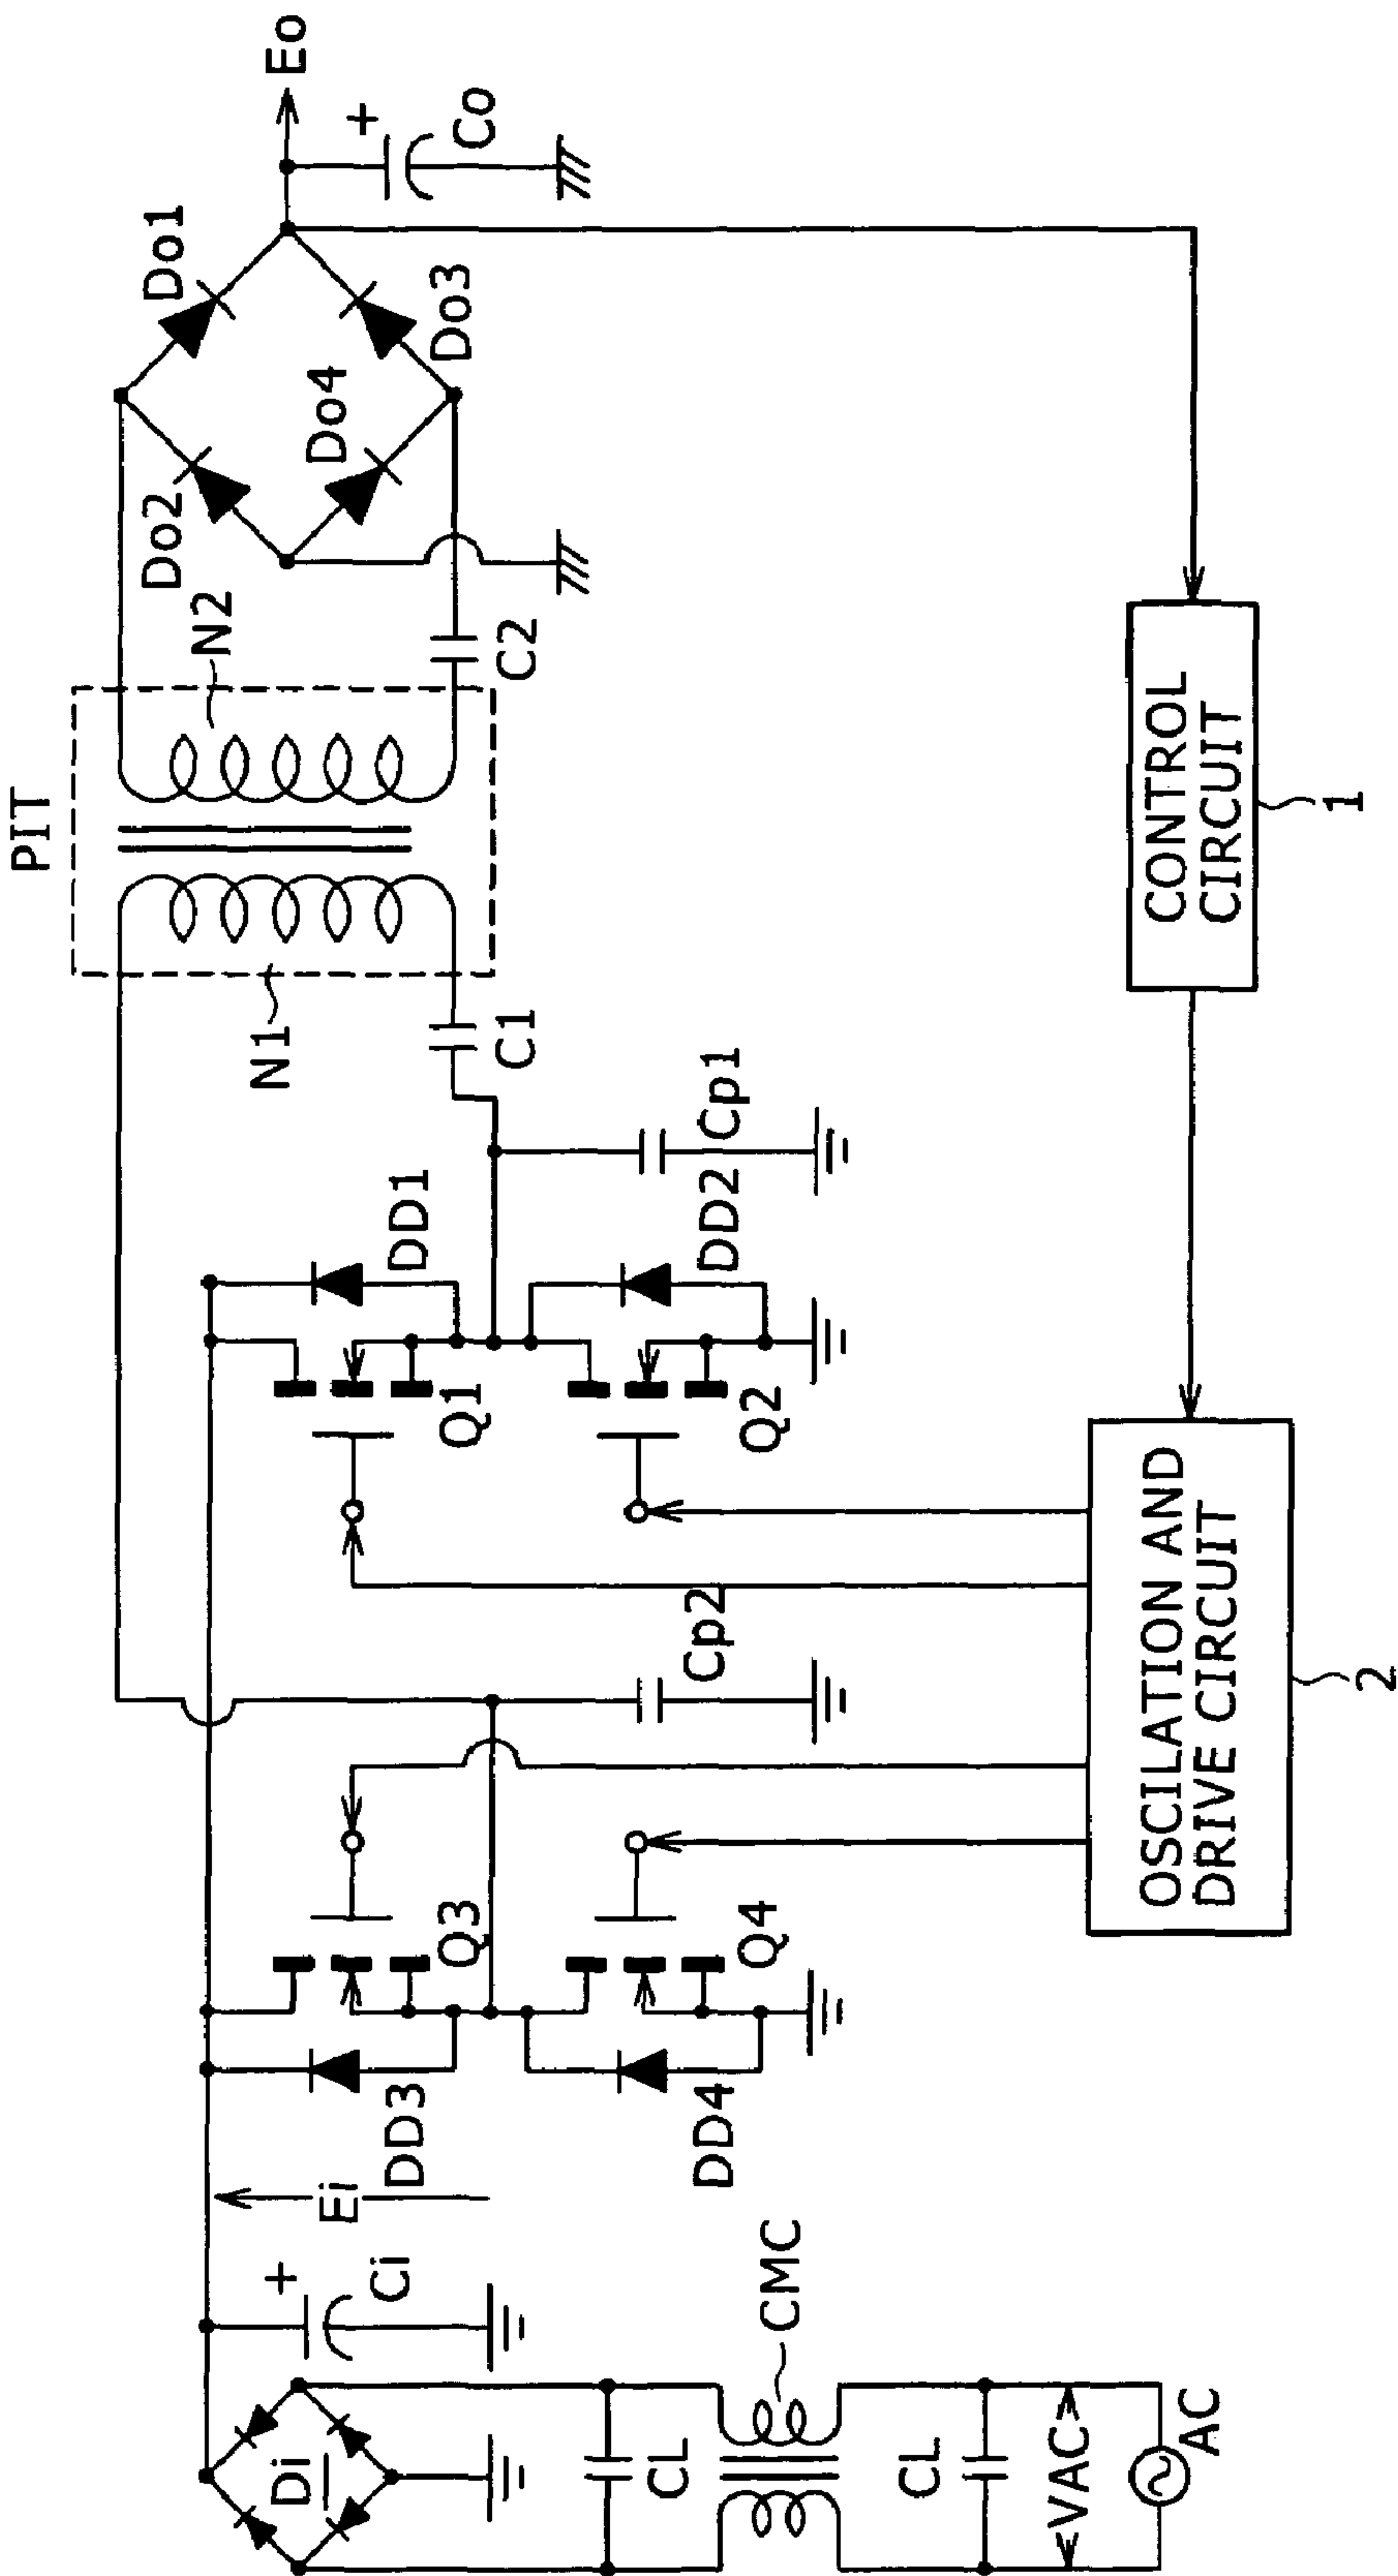 PIT
N1
N2
C1
C2
Do1
Do2
Do3
Do4
Eo
+
Co
Di
+
Ci
Ei
DD3
DD4
Q3
Q4
Cp2
Q1
Q2
DD1
DD2
Cp1
CL
CMC
CL
VAC
AC
OSCILATION AND
DRIVE CIRCUIT
2
CONTROL
CIRCUIT
1